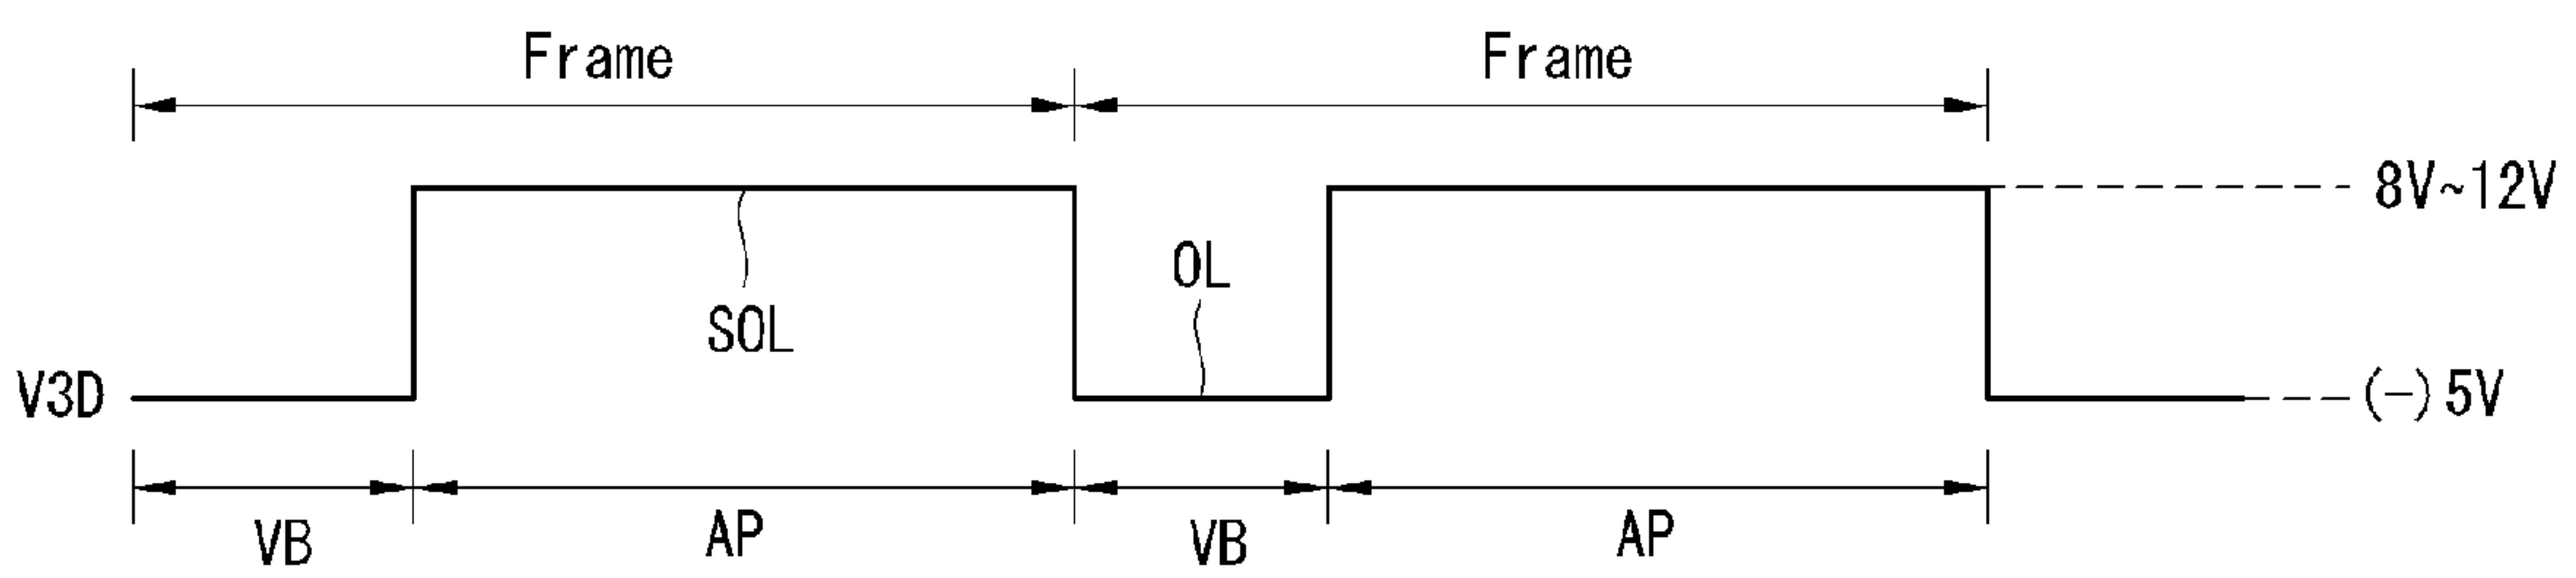 Frame Frame
8V~12V
OL
SOL
V3D (-)5V
VB AP VB AP